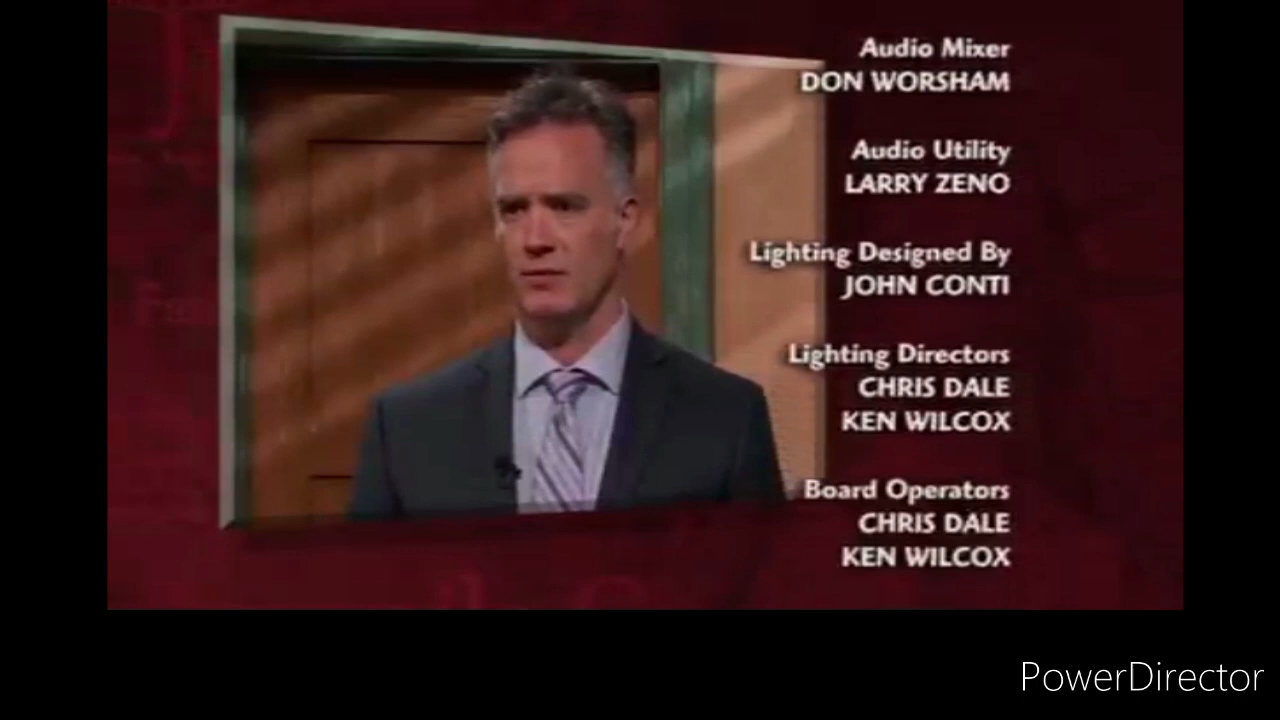 Audio Mixer
DON WORSHAM
Audio Utility
LARRY ZENO
Lighting Designed By
JOHN CONTI
Lighting Directors
CHRIS DALE
KEN WILCOX
Board Operators
CHRIS DALE
KEN WILCOX
PowerDirector